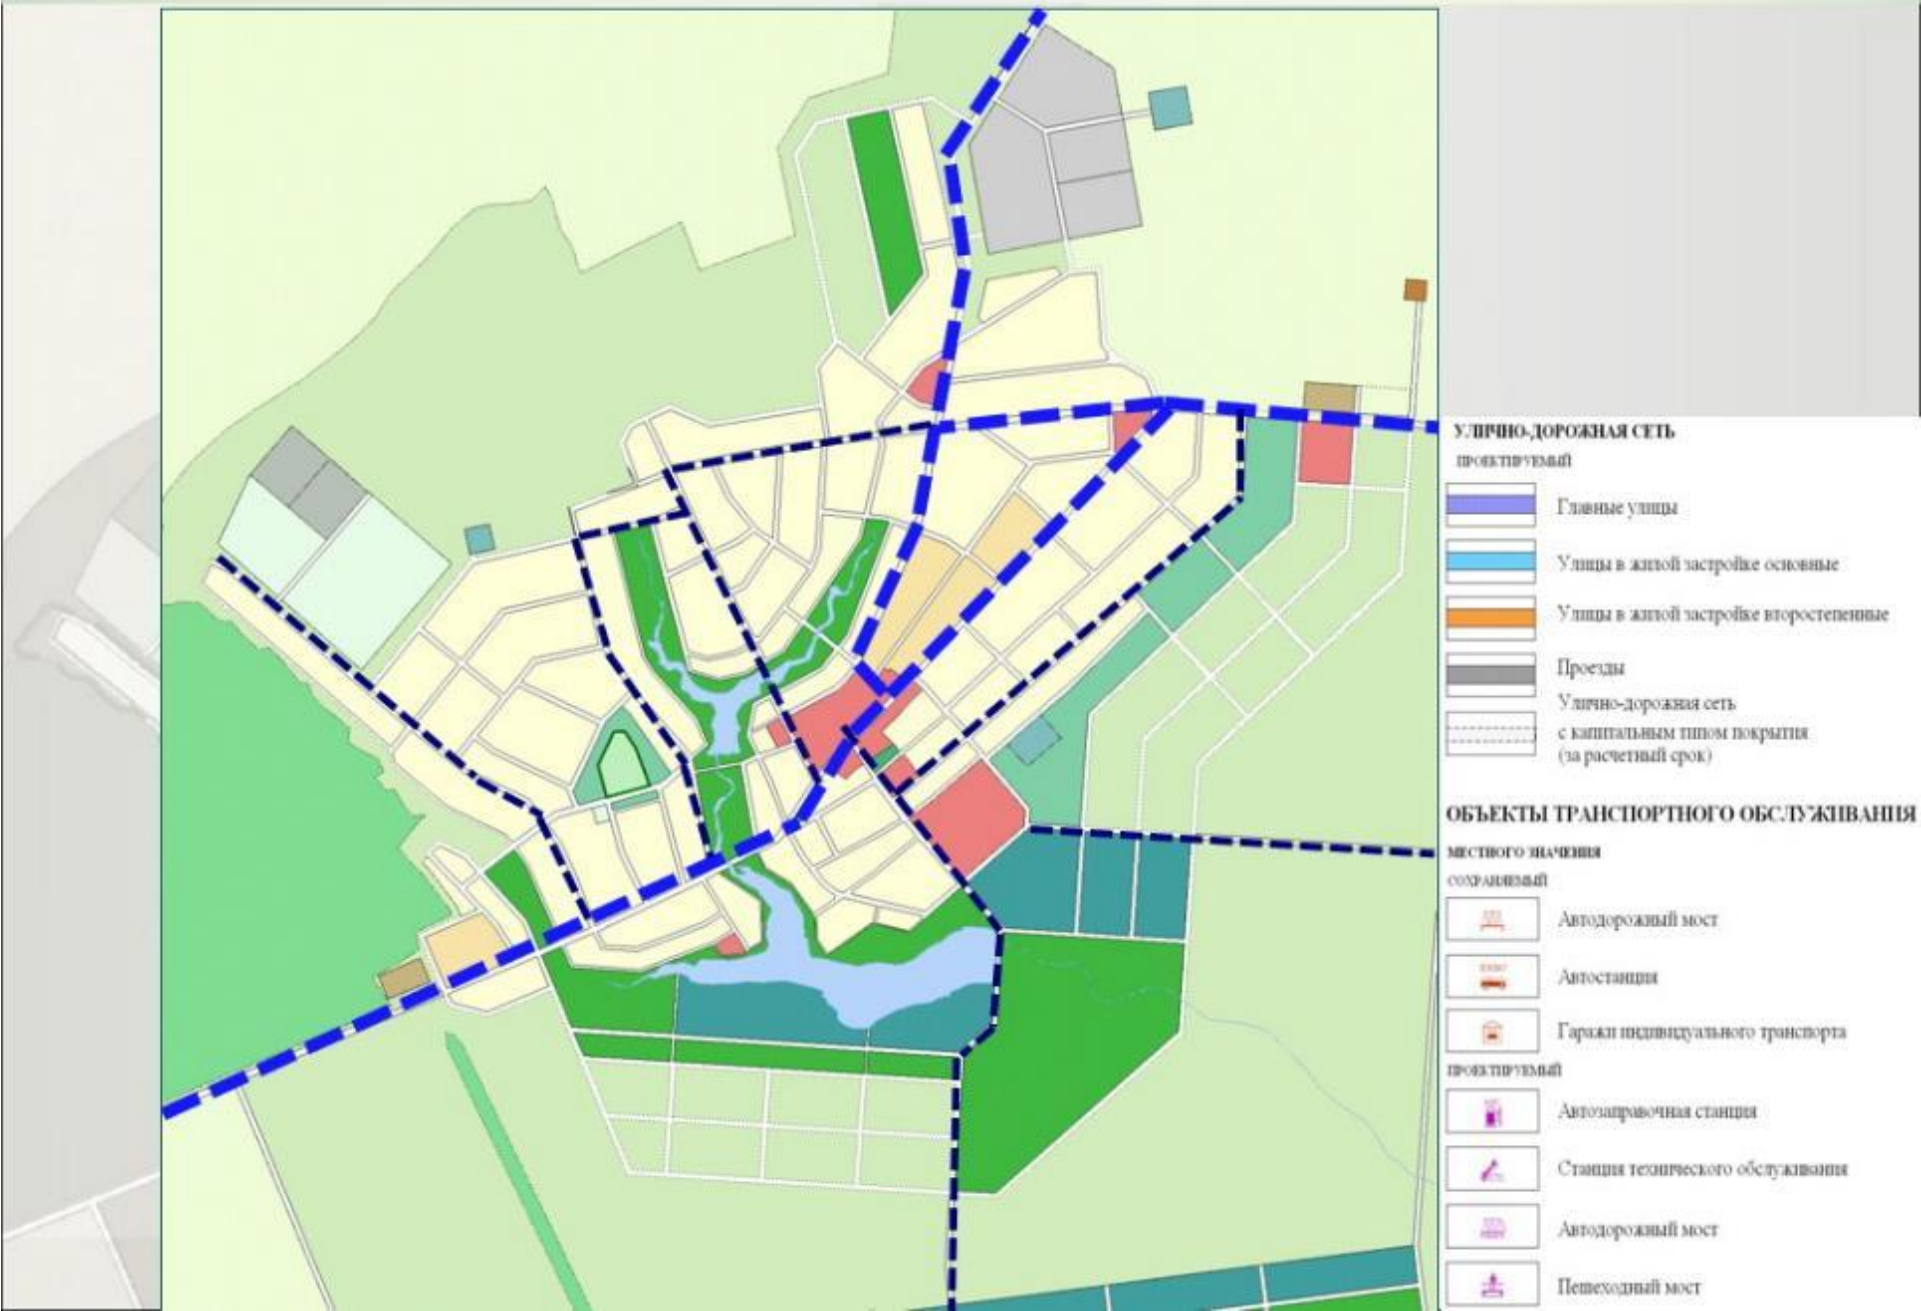 УЛИЧНО-ДОРОЖНАЯ СЕТЬ
ПРОЕКТИРУЕМЫЙ
Главные улицы
Улицы в жилой застройке основные
Улицы в жилой застройке второстепенные
Проезды
Улично-дорожная сеть
с капитальным типом покрытия
(за расчетный срок)
ОБЪЕКТЫ ТРАНСПОРТНОГО ОБСЛУЖИВАНИЯ
МЕСТНОГО ЗНАЧЕНИЯ
СОХРАНЯЕМЫЙ
Автодорожный мост
Автостанция
Гаражи индивидуального транспорта
ПРОЕКТИРУЕМЫЙ
Автозаправочная станция
Станция технического обслуживания
Автодорожный мост
Пешеходный мост